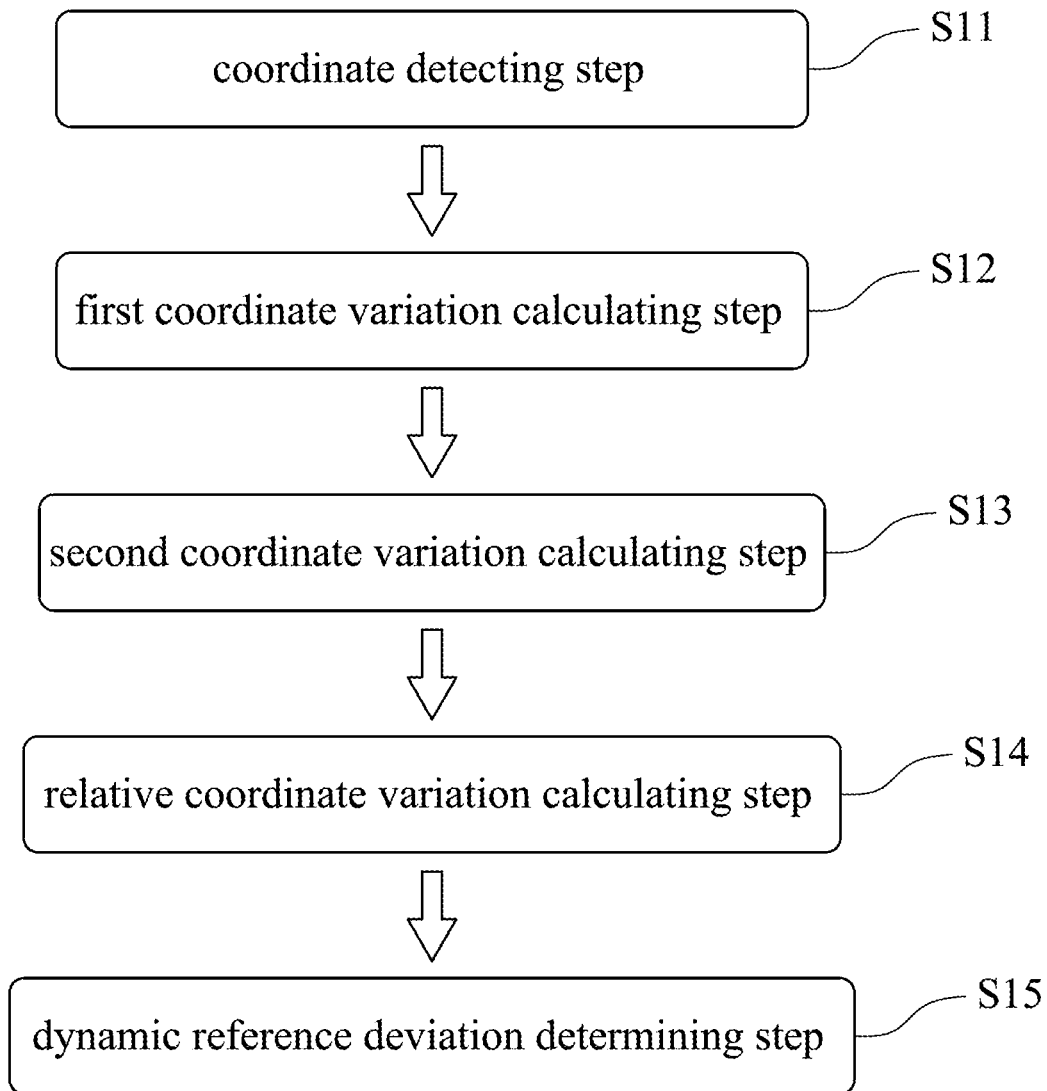 coordinate detecting step
S11
first coordinate variation calculating step
S12
second coordinate variation calculating step
S13
relative coordinate variation calculating step
S14
dynamic reference deviation determining step
S15